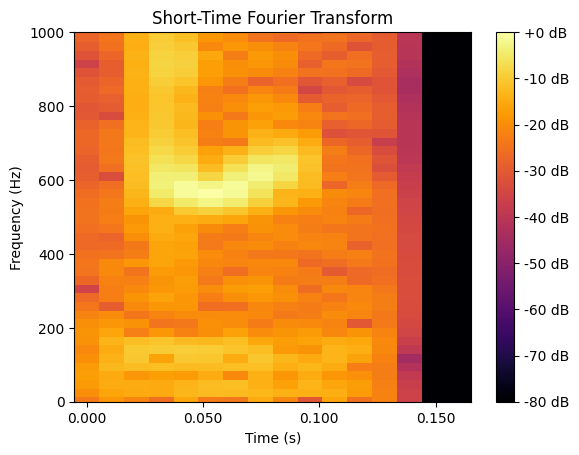 Short-Time Fourier Transform
1000
800
600
400
200
0
Frequency (Hz)
0.000
0.050
0.100
0.150
Time (s)
+0 dB
-10 dB
-20 dB
-30 dB
-40 dB
-50 dB
-60 dB
-70 dB
-80 dB